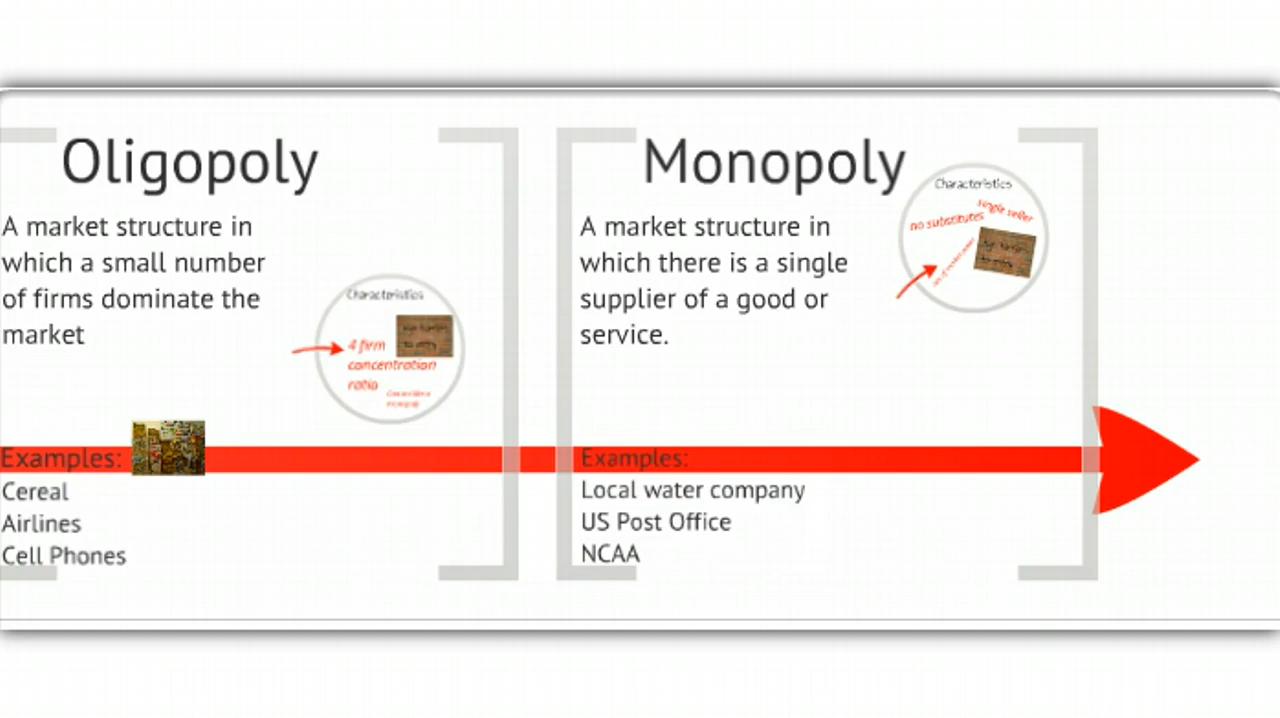 Oligopoly
A market structure in
which a small number
of firms dominate the
market
Characteristics
4 firm
concentration
ratio
Examples:
Cereal
Airlines
Cell Phones
Monopoly
A market structure in
which there is a single
supplier of a good or
service.
Characteristics
single seller
no substitutes
Examples:
Local water company
US Post Office
NCAA